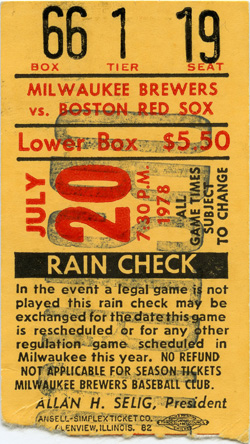 66 1 19
BOX TIER SEAT
MILWAUKEE BREWERS
vs. BOSTON RED SOX
Lower Box $5.50
JULY
20
7:30 P.M.
1978
ALL
GAME TIMES
SUBJECT
TO CHANGE
RAIN CHECK
In the event a legal game is not
played this rain check may be
exchanged for the date this game
is rescheduled or for any other
regulation game scheduled in
Milwaukee this year. NO REFUND
NOT APPLICABLE FOR SEASON TICKETS
MILWAUKEE BREWERS BASEBALL CLUB.
ALLAN H. SELIG, President
ANSELL-SIMPLEX TICKET CO.
LENVIEW, ILLINOIS. 82